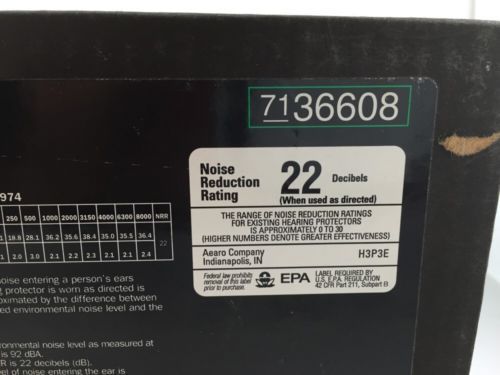 7136608
Noise
Reduction
Rating
22 Decibels
(When used as directed)
THE RANGE OF NOISE REDUCTION RATINGS
FOR EXISTING HEARING PROTECTORS
IS APPROXIMATELY 0 TO 30
(HIGHER NUMBERS DENOTE GREATER EFFECTIVENESS)
Aearo Company H3P3E
Indianapolis, IN
Federal law prohibits
removal of this label
prior to purchase.
EPA
LABEL REQUIRED BY
U.S. E.P.A. REGULATION
42 CFR Part 211, Subpart B
974
250 500 1000 2000 3150 4000 6300 8000 NRR
18.8 28.1 36.2 35.6 38.4 35.0 35.5 36.4
22
2.0 3.0 2.1 2.2 2.4 2.1 2.1 2.4
noise entering a person's ears
protector is worn as directed is
oximated by the difference between
ed environmental noise level and the
ronmental noise level as measured at
is 92 dBA.
R is 22 decibels (dB).
el of noise entering the ear is